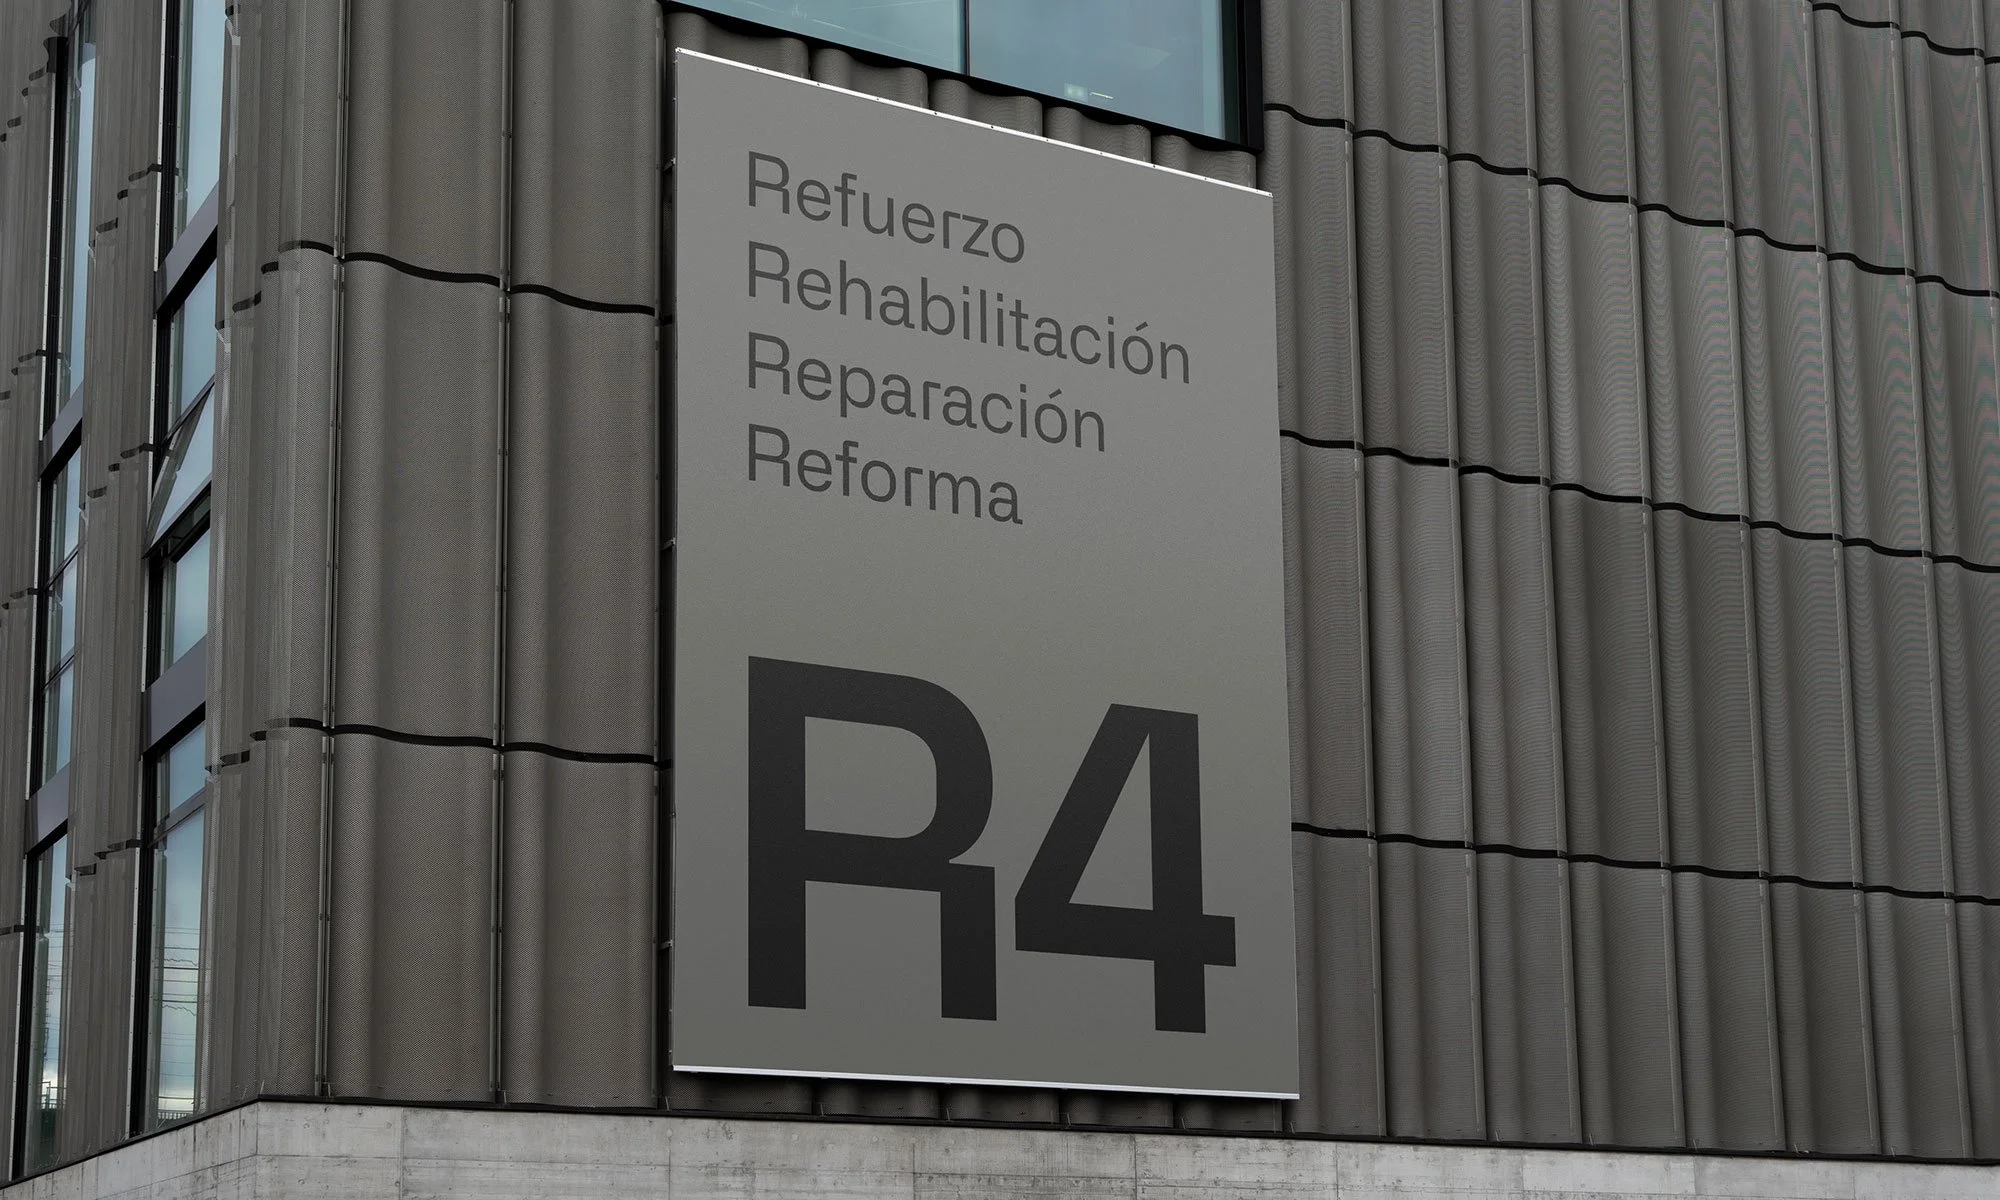 Refuerzo
Rehabilitación
Reparación
Reforma
R4